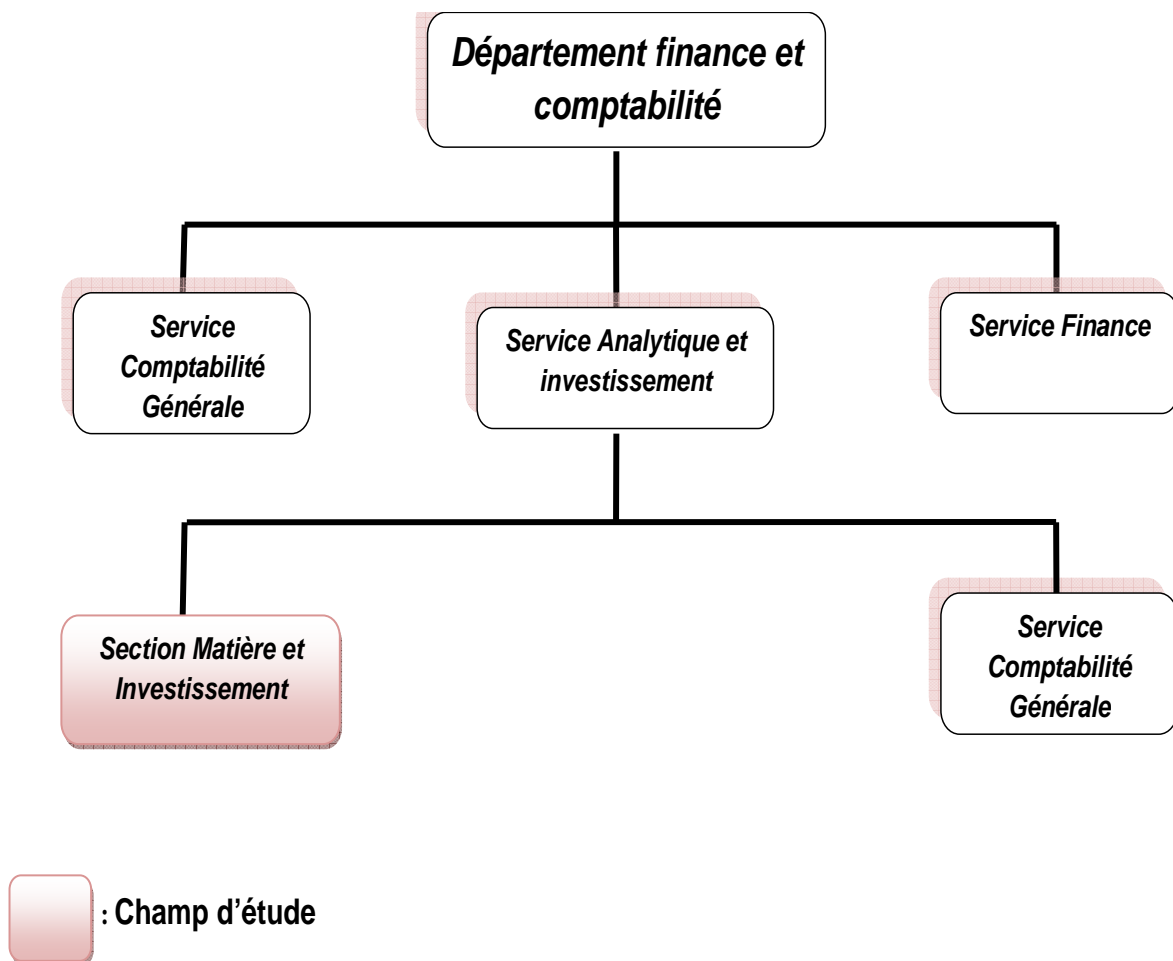 Département finance et
comptabilité
Service
Comptabilité
Générale
Service Analytique et
investissement
Service Finance
Section Matière et
Investissement
Service
Comptabilité
Générale
: Champ d’étude